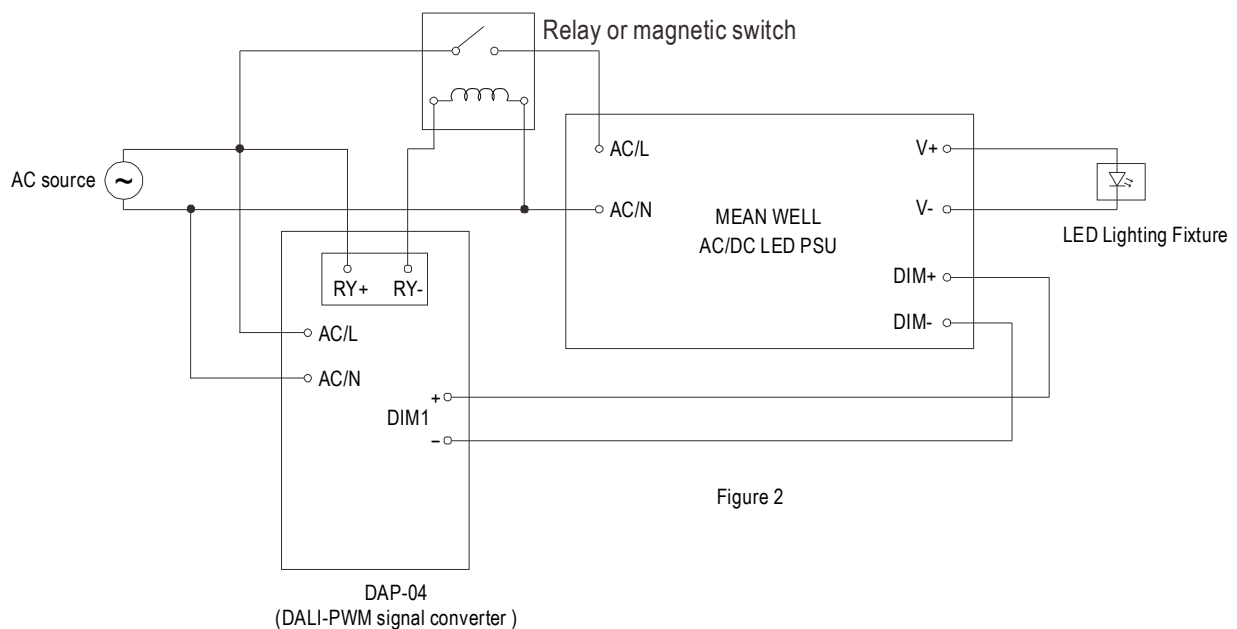 Relay or magnetic switch
AC source
~
AC/L
AC/N
MEAN WELL
AC/DC LED PSU
V+
V-
DIM+
DIM-
LED Lighting Fixture
RY+ RY-
AC/L
AC/N
DIM1
+
−
Figure 2
DAP-04
(DALI-PWM signal converter )